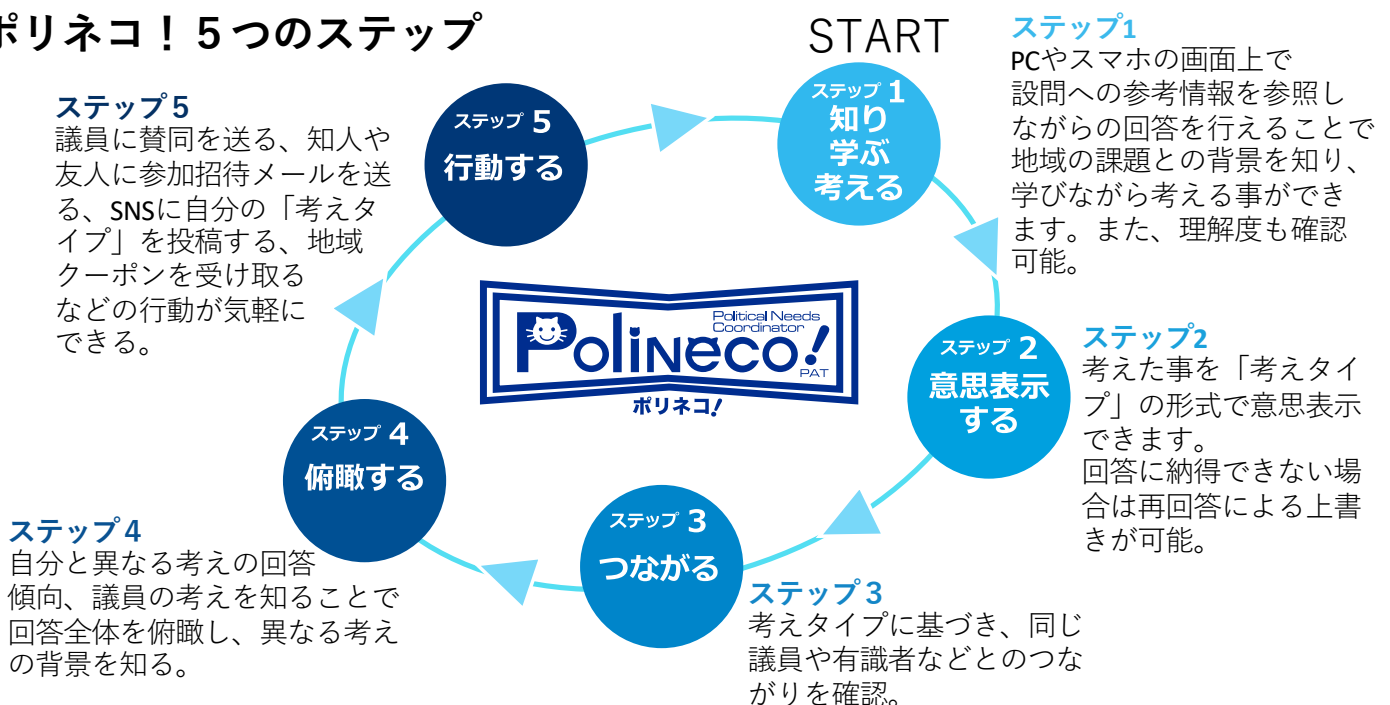 ポリネコ！５つのステップ
START
ステップ1
PCやスマホの画面上で
設問への参考情報を参照し
ながらの回答を行えることで
地域の課題との背景を知り、
学びながら考える事ができ
ます。また、理解度も確認
可能。
ステップ 1
知り
学ぶ
考える
ステップ 2
意思表示
する
ステップ2
考えた事を「考えタイ
プ」の形式で意思表示
できます。
回答に納得できない場
合は再回答による上書
きが可能。
ステップ 3
つながる
ステップ３
考えタイプに基づき、同じ
議員や有識者などとのつな
がりを確認。
ステップ 4
俯瞰する
ステップ４
自分と異なる考えの回答
傾向、議員の考えを知ることで
回答全体を俯瞰し、異なる考え
の背景を知る。
ステップ 5
行動する
ステップ５
議員に賛同を送る、知人や
友人に参加招待メールを送
る、SNSに自分の「考えタ
イプ」を投稿する、地域
クーポンを受け取る
などの行動が気軽に
できる。
Political Needs
Coordinator
PoliNeco!
PAT
ポリネコ!